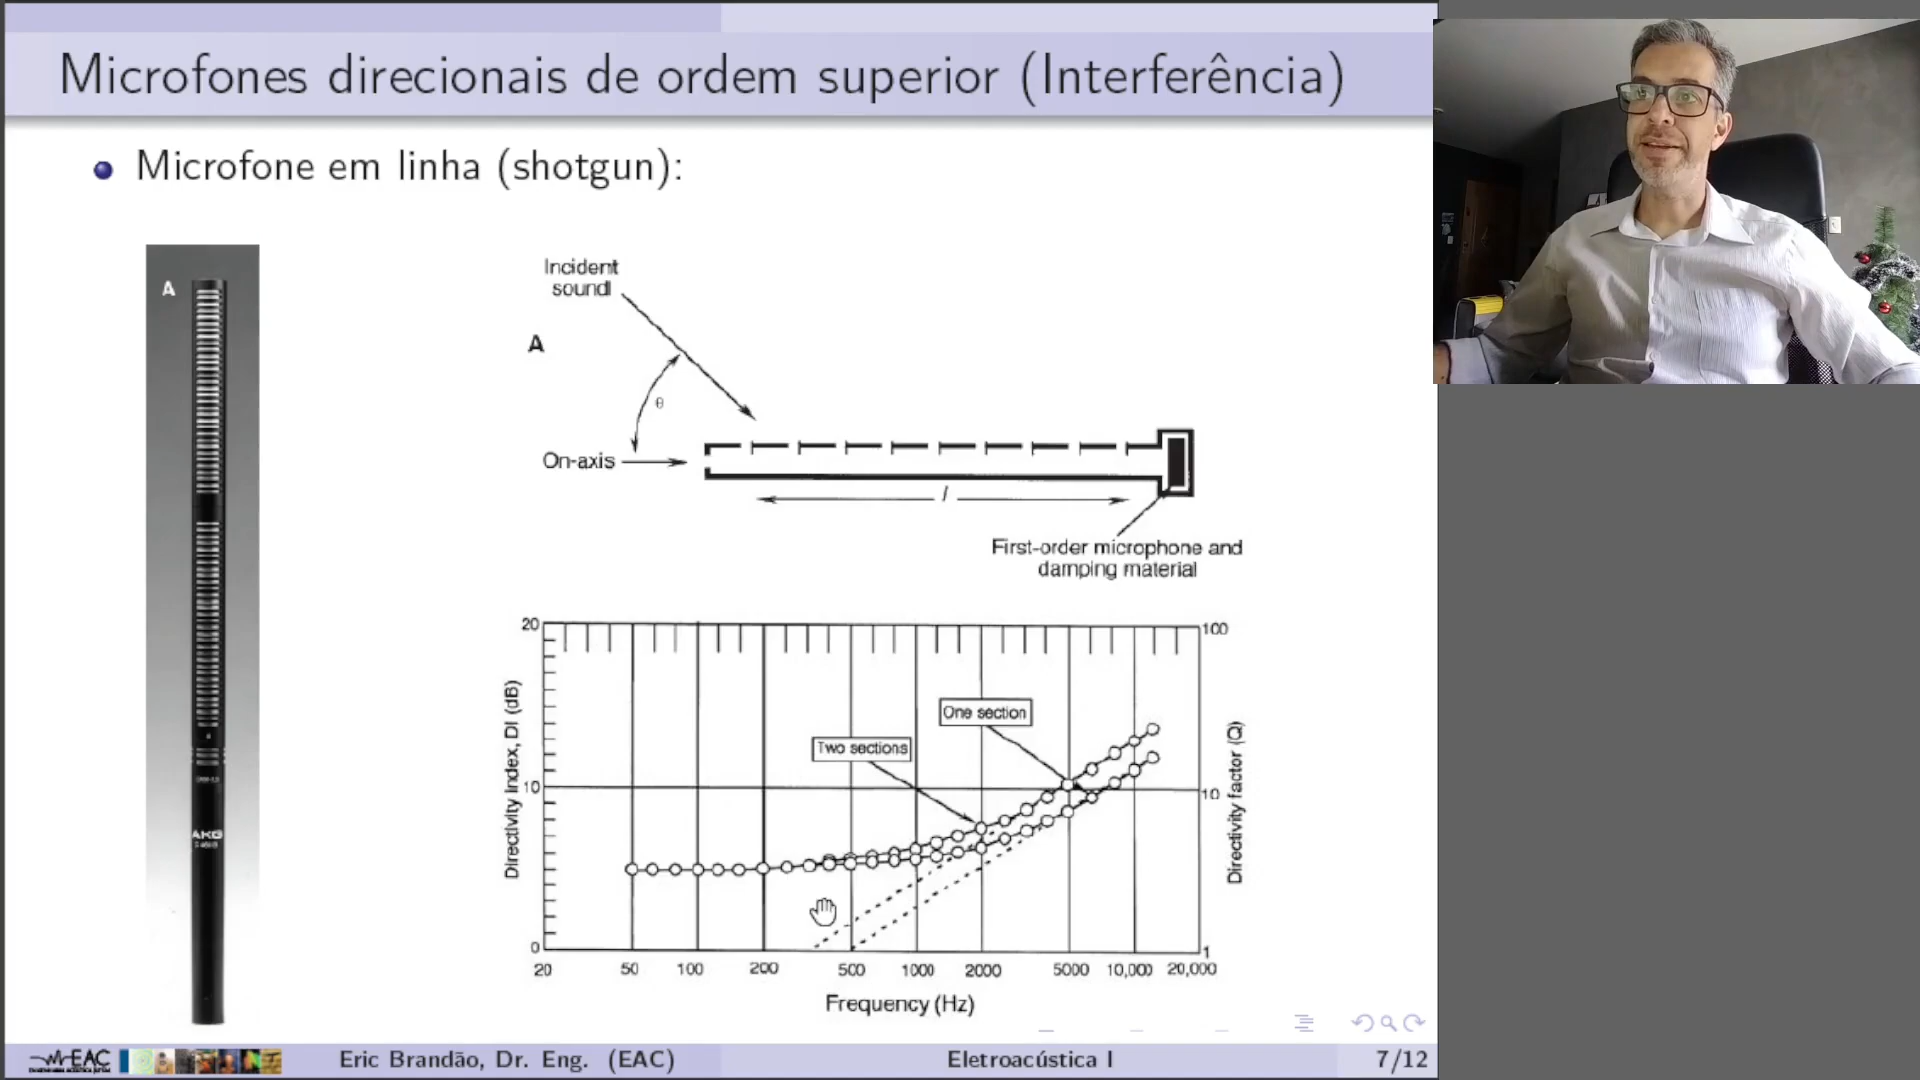 Microfones direcionais de ordem superior (Interferência)
Microfone em linha (shotgun):
A
AKG
Incident
sound
A
θ
On-axis
l
First-order microphone and
damping material
20
100
One section
Two sections
Directivity index, DI (dB)
Directivity factor (Q)
10
10
0
1
20
50
100
200
500
1000
2000
5000
10,000
20,000
Frequency (Hz)
EAC
Eric Brandão, Dr. Eng. (EAC)
Eletroacústica I
7/12